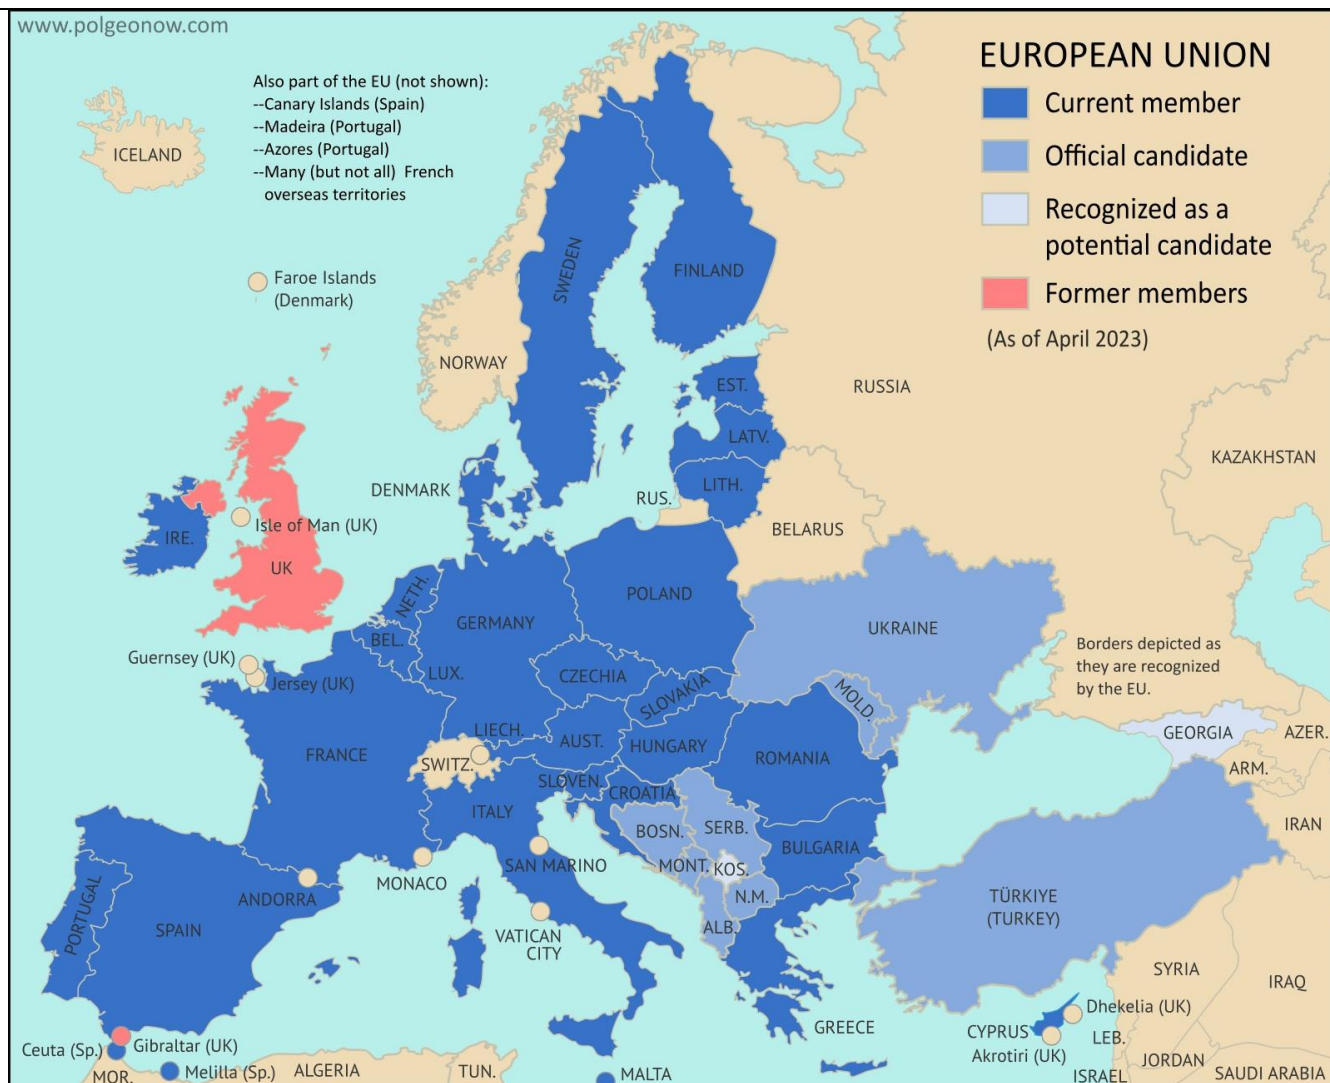 www.polgeonow.com
EUROPEAN UNION
Current member
Official candidate
Recognized as a
potential candidate
Former members
(As of April 2023)
Also part of the EU (not shown):
--Canary Islands (Spain)
--Madeira (Portugal)
--Azores (Portugal)
--Many (but not all) French
overseas territories
ICELAND
Faroe Islands
(Denmark)
SWEDEN
FINLAND
NORWAY
RUSSIA
EST.
LATV.
LITH.
KAZAKHSTAN
DENMARK
RUS.
BELARUS
Isle of Man (UK)
IRE.
UK
NETH.
POLAND
GERMANY
UKRAINE
BEL.
Guernsey (UK)
LUX.
CZECHIA
Jersey (UK)
SLOVAKIA
MOLD.
Borders depicted as
they are recognized
by the EU.
LIECH.
AUST.
HUNGARY
FRANCE
ROMANIA
GEORGIA
AZER.
SWITZ.
ARM.
SLOVEN.
CROATIA
ITALY
BOSN.
SERB.
IRAN
BULGARIA
SAN MARINO
MONT.
KOS.
MONACO
ANDORRA
N.M.
TÜRKIYE
(TURKEY)
PORTUGAL
SPAIN
ALB.
VATICAN
CITY
SYRIA
IRAQ
Dhekelia (UK)
GREECE
CYPRUS
LEB.
Akrotiri (UK)
Ceuta (Sp.)
Gibraltar (UK)
JORDAN
MOR.
Melilla (Sp.)
ALGERIA
TUN.
MALTA
ISRAEL
SAUDI ARABIA